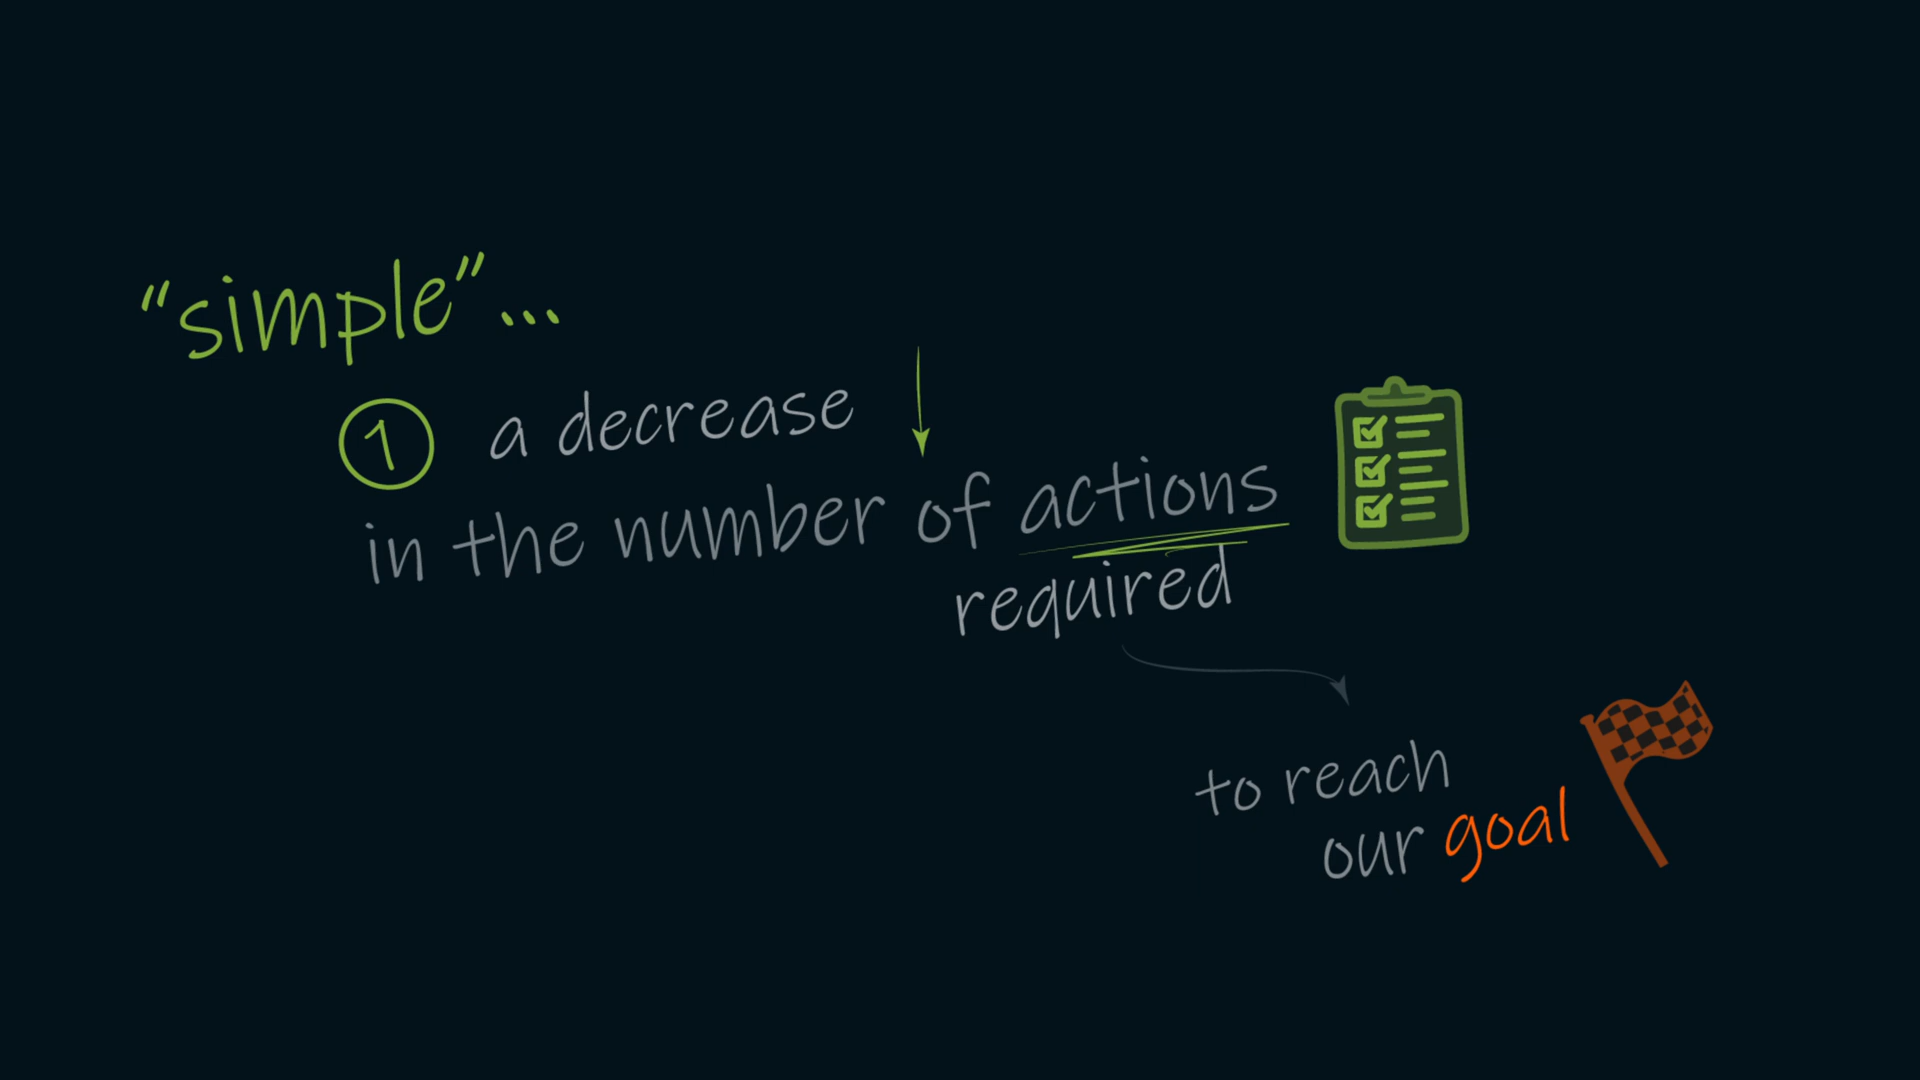 “simple”...
1 a decrease
in the number of actions
required
to reach
our goal